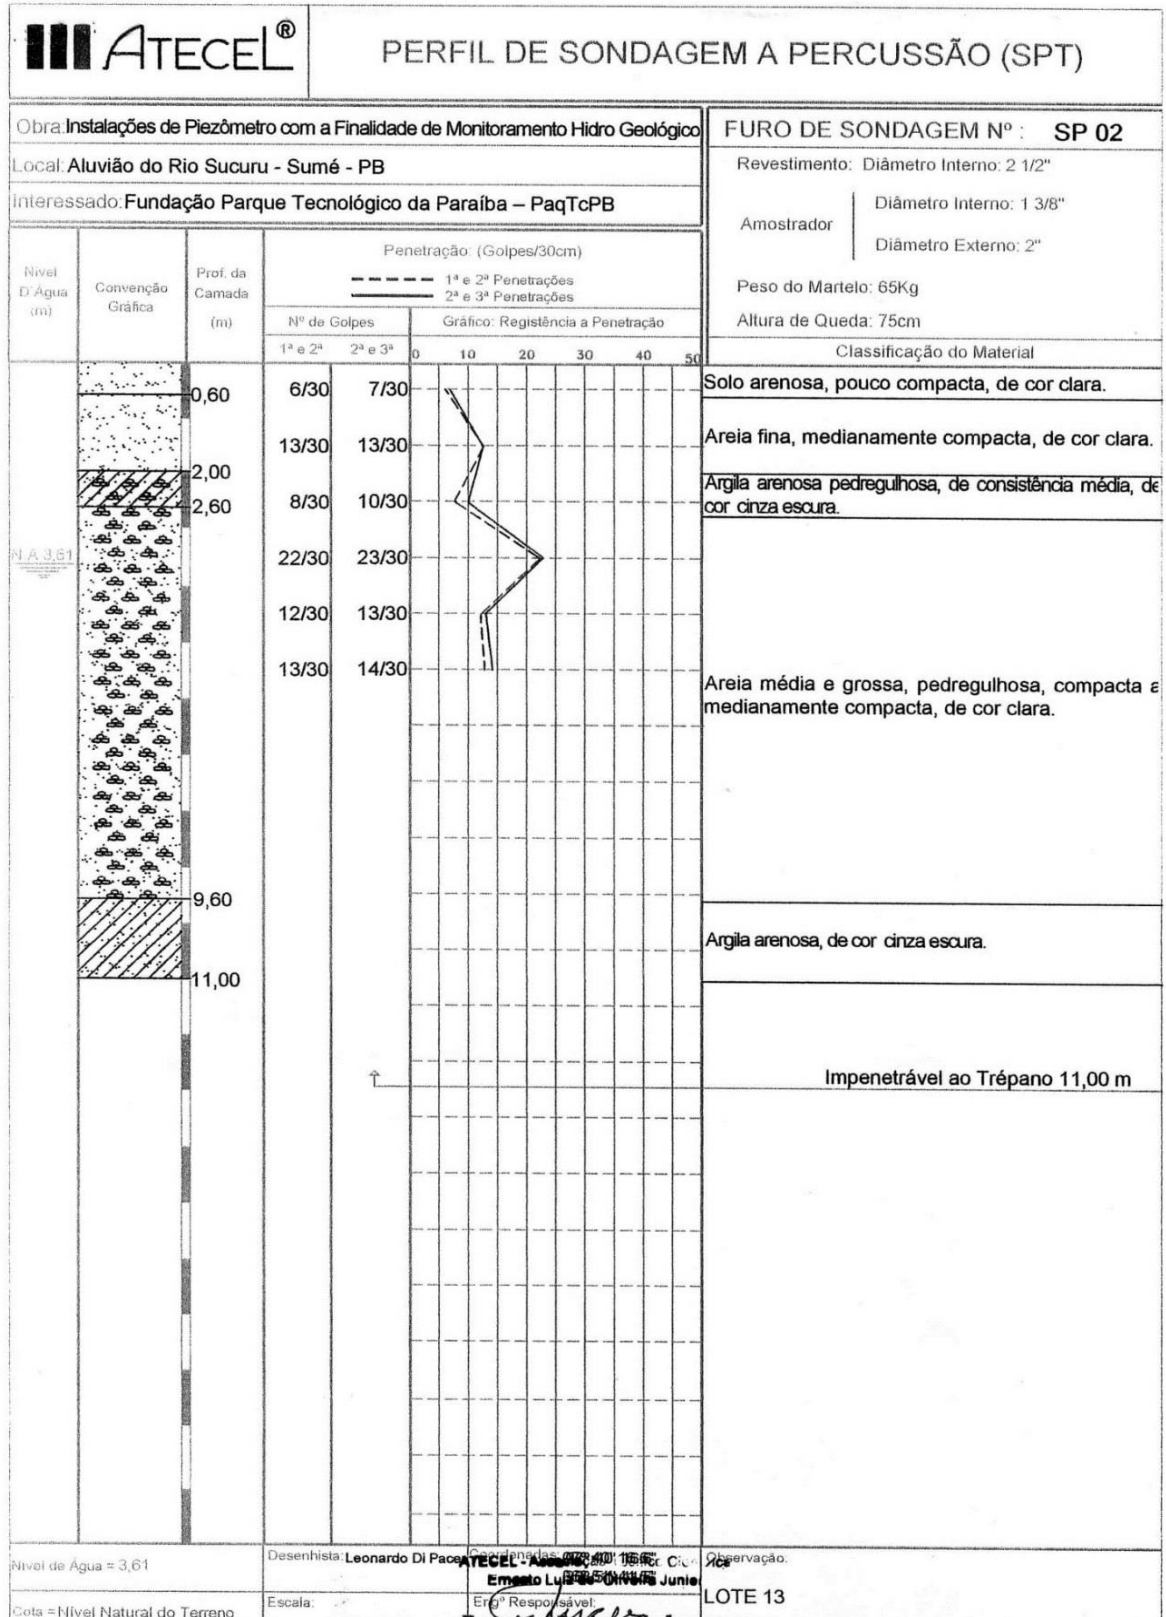 ATECEL®
PERFIL DE SONDAGEM A PERCUSSÃO (SPT)
Obra: Instalações de Piezômetro com a Finalidade de Monitoramento Hidro Geológico
Local: Aluvião do Rio Sucuru - Sumé - PB
Interessado: Fundação Parque Tecnológico da Paraíba – PaqTcPB
FURO DE SONDAGEM Nº : SP 02
Revestimento: Diâmetro Interno: 2 1/2"
Amostrador
Diâmetro Interno: 1 3/8"
Diâmetro Externo: 2"
Peso do Martelo: 65Kg
Altura de Queda: 75cm
Classificação do Material
Nível
D'Água
(m)
Convenção
Gráfica
Prof. da
Camada
(m)
Penetração: (Golpes/30cm)
1ª e 2ª Penetrações
2ª e 3ª Penetrações
Nº de Golpes
Gráfico: Registência a Penetração
1ª e 2ª 2ª e 3ª
0 10 20 30 40 50
0,60
6/30 7/30
Solo arenosa, pouco compacta, de cor clara.
13/30 13/30
Areia fina, medianamente compacta, de cor clara.
2,00
2,60
8/30 10/30
Argila arenosa pedregulhosa, de consistência média, de
cor cinza escura.
N.A 3,61
22/30 23/30
12/30 13/30
13/30 14/30
Areia média e grossa, pedregulhosa, compacta a
medianamente compacta, de cor clara.
9,60
Argila arenosa, de cor cinza escura.
11,00
Impenetrável ao Trépano 11,00 m
Nível de Água = 3,61
Desenhista: Leonardo Di Pace
Coordenadas:
ATECEL -
Ernesto Luiz de Oliveira Junior
Observação:
LOTE 13
Cota = Nível Natural do Terreno
Escala:
Engº Responsável: